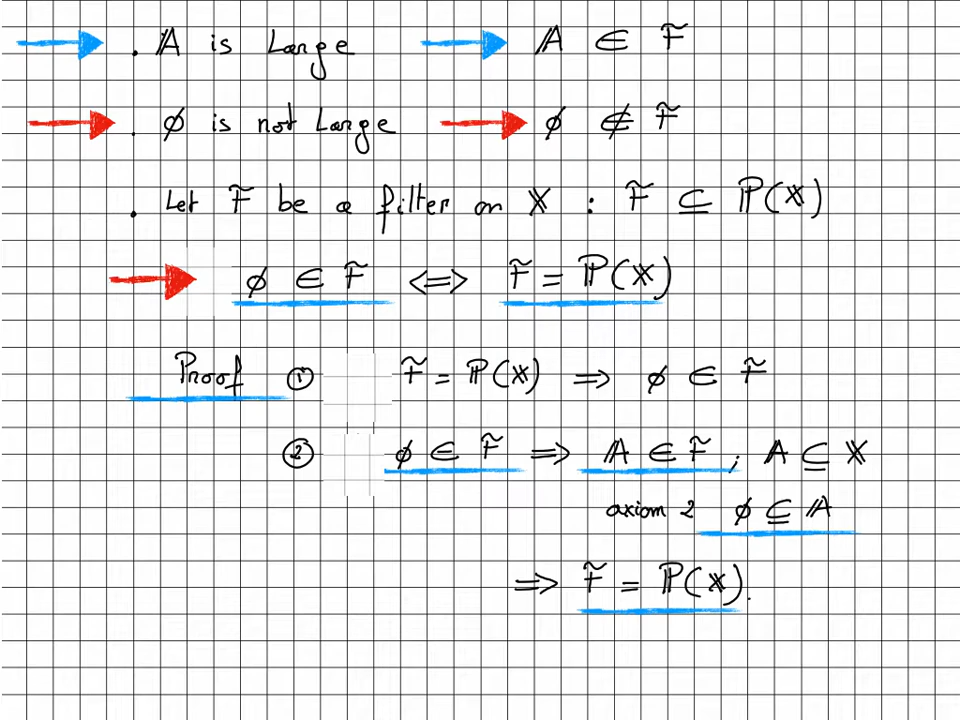 . 𝔸 is Large 𝔸 ∈ F̃
. ∅ is not Large ∅ ∉ F̃
. Let F̃ be a filter on 𝕏 : F̃ ⊆ ℙ(𝕏)
∅ ∈ F̃ ⟺ F̃ = ℙ(𝕏)
Proof ① F̃ = ℙ(𝕏) ⟹ ∅ ∈ F̃
② ∅ ∈ F̃ ⟹ 𝔸 ∈ F̃ ; 𝔸 ⊆ 𝕏
axiom 2 ∅ ⊆ 𝔸
⟹ F̃ = ℙ(𝕏).